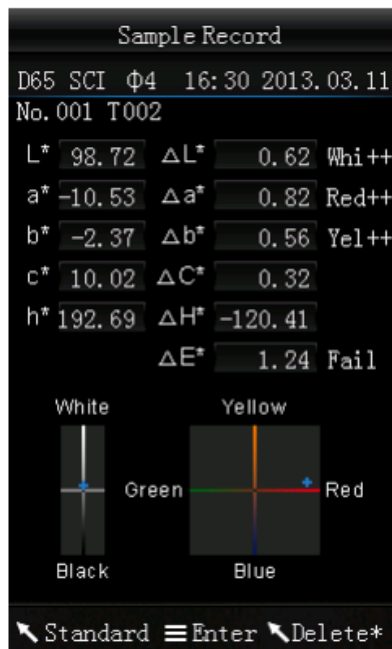 Sample Record
D65 SCI Φ4 16:30 2013.03.11
No.001 T002
L* 98.72 ΔL* 0.62 Whi++
a* -10.53 Δa* 0.82 Red++
b* -2.37 Δb* 0.56 Yel++
c* 10.02 ΔC* 0.32
h* 192.69 ΔH* -120.41
ΔE* 1.24 Fail
White Yellow
Green Red
Black Blue
Standard Enter Delete*